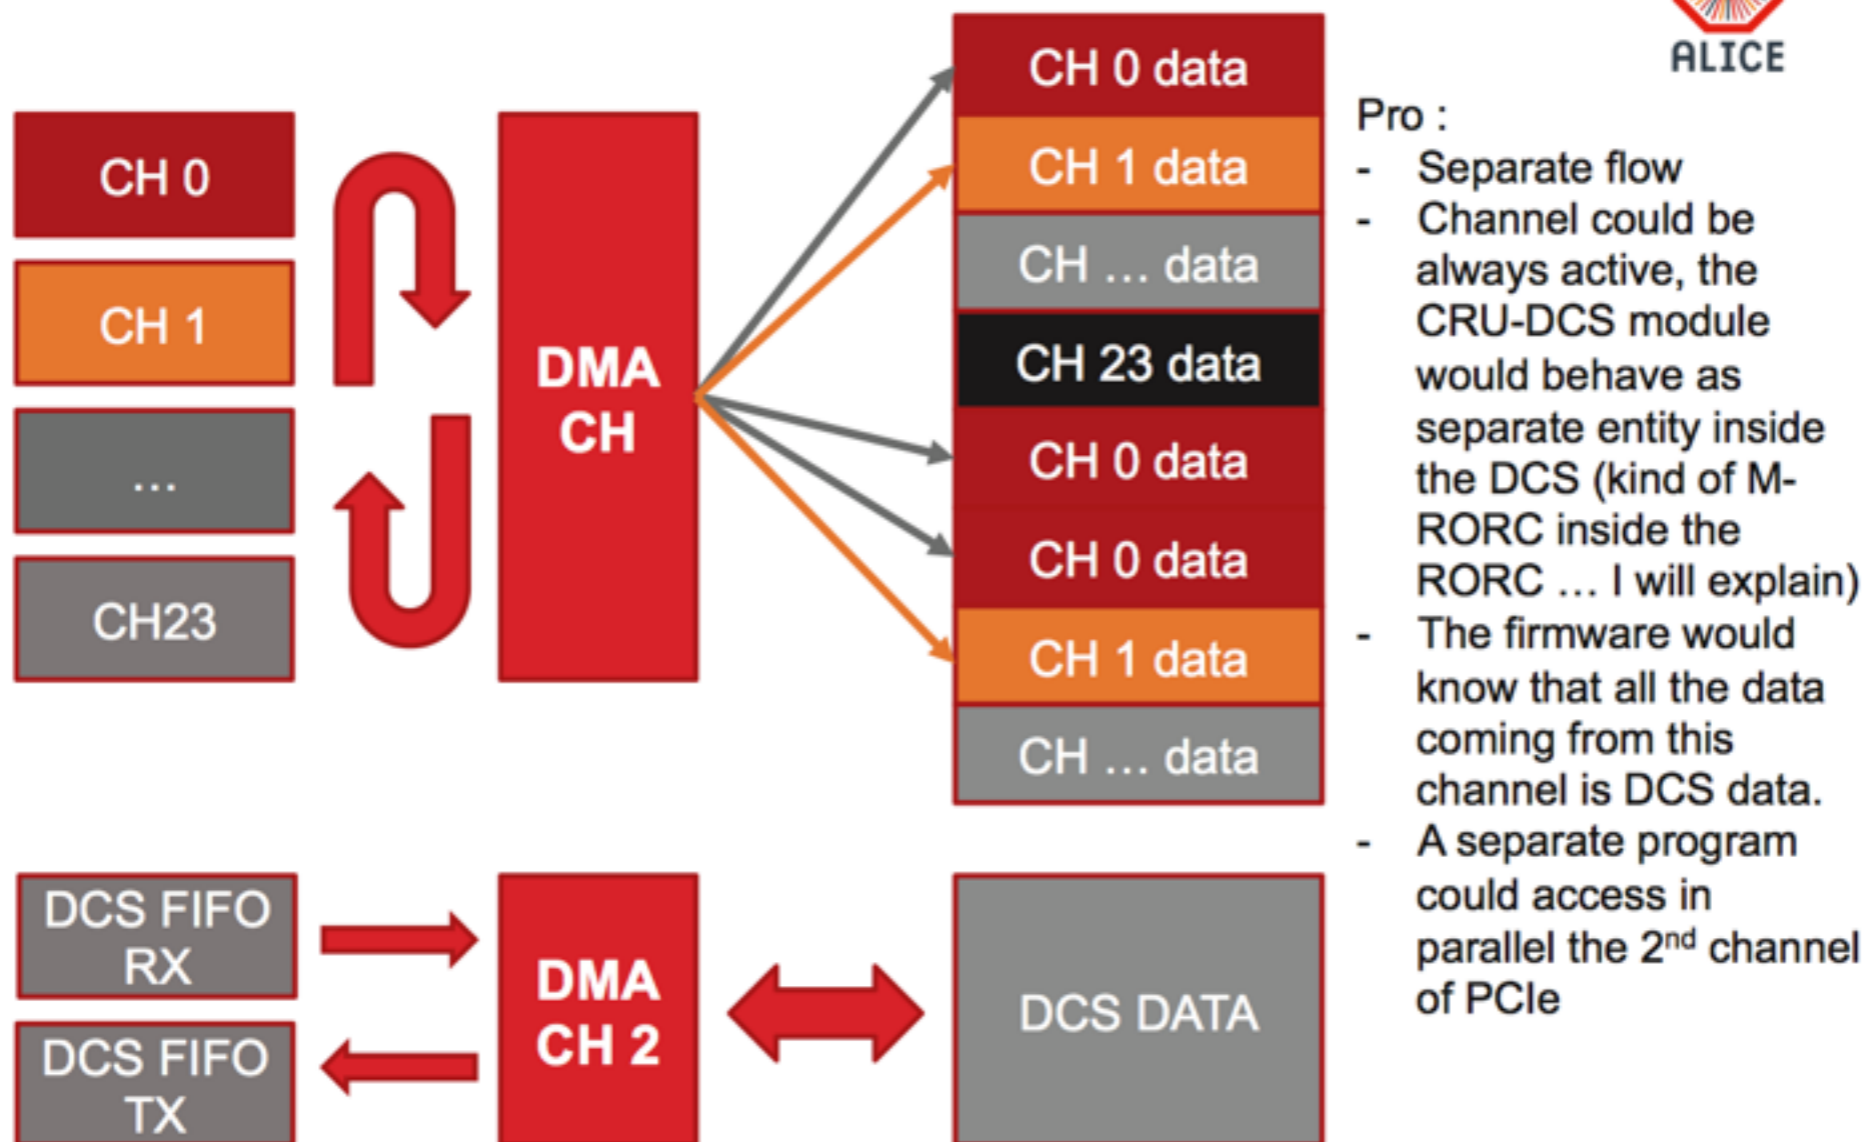 ALICE
CH 0
CH 1
...
CH23
DMA
CH
CH 0 data
CH 1 data
CH ... data
CH 23 data
CH 0 data
CH 0 data
CH 1 data
CH ... data
DCS FIFO
RX
DCS FIFO
TX
DMA
CH 2
DCS DATA
Pro :
- Separate flow
- Channel could be
always active, the
CRU-DCS module
would behave as
separate entity inside
the DCS (kind of M-
RORC inside the
RORC ... I will explain)
- The firmware would
know that all the data
coming from this
channel is DCS data.
- A separate program
could access in
parallel the 2nd channel
of PCIe